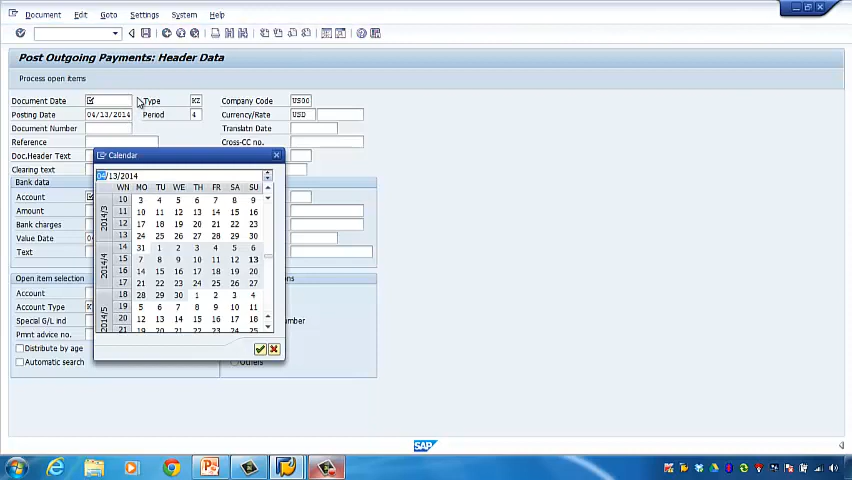 Document Edit Goto Settings System Help
Post Outgoing Payments: Header Data
Process open items
Document Date Type KZ Company Code US00
Posting Date 04/13/2014 Period 4 Currency/Rate USD
Document Number Translatn Date
Reference Cross-CC no.
Doc.Header Text
Clearing text
Calendar
04/13/2014
WN MO TU WE TH FR SA SU
2014/3
10 3 4 5 6 7 8 9
11 10 11 12 13 14 15 16
12 17 18 19 20 21 22 23
13 24 25 26 27 28 29 30
2014/4
14 31 1 2 3 4 5 6
15 7 8 9 10 11 12 13
16 14 15 16 17 18 19 20
17 21 22 23 24 25 26 27
18 28 29 30 1 2 3 4
2014/5
19 5 6 7 8 9 10 11
20 12 13 14 15 16 17 18
21 19 20 21 22 23 24 25
Bank data
Account
Amount
Bank charges
Value Date
Text
Open item selection
Account
Account Type
Special G/L ind umber
Pmnt advice no.
Distribute by age
Automatic search Others
SAP